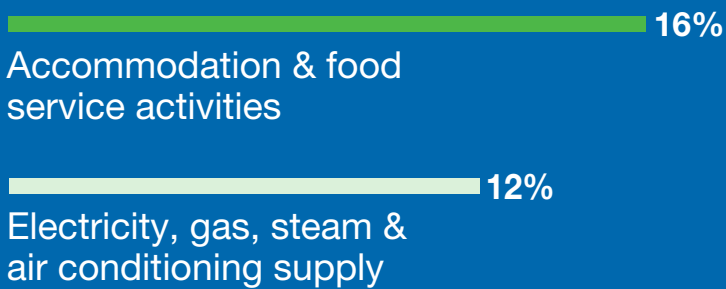 16%
Accommodation & food
service activities
12%
Electricity, gas, steam &
air conditioning supply